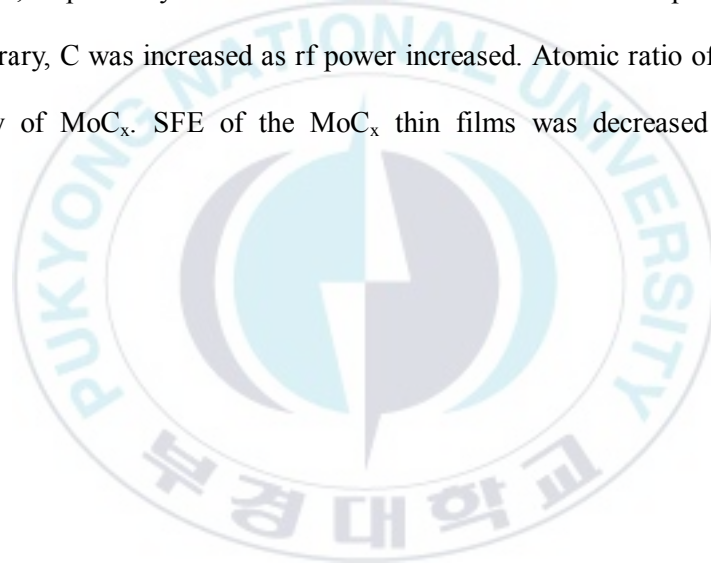 rary, C was increased as rf power increased. Atomic ratio of
of MoCₓ. SFE of the MoCₓ thin films was decreased
PUKYONG NATIONAL UNIVERSITY
부경대학교